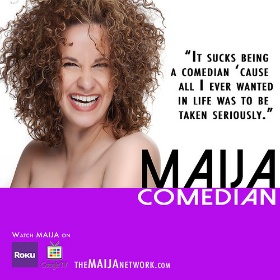 “It sucks being
a comedian ‘cause
all I ever wanted
in life was to be
taken seriously.”
MAIJA
COMEDIAN
Watch MAIJA on
Roku
theMAIJAnetwork.com